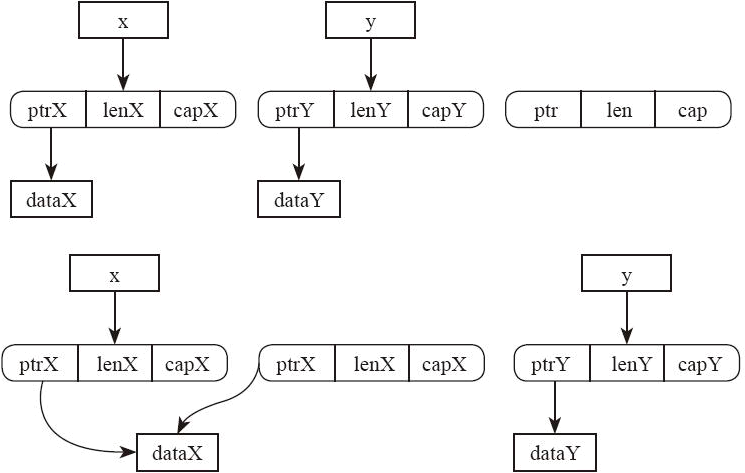 x y
ptrX lenX capX ptrY lenY capY ptr len cap
dataX dataY
x y
ptrX lenX capX ptrX lenX capX ptrY lenY capY
dataX dataY